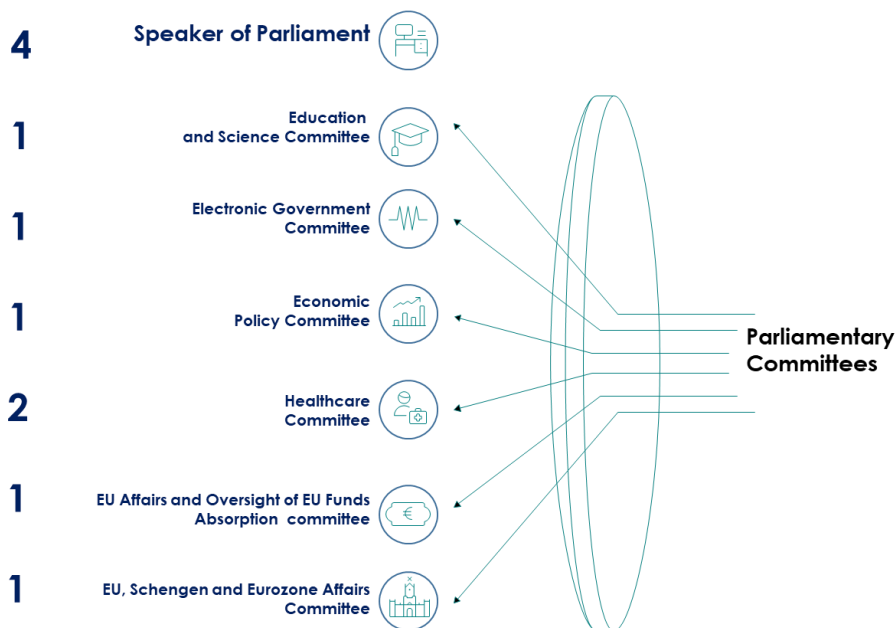 4
Speaker of Parliament
1
Education
and Science Committee
1
Electronic Government
Committee
1
Economic
Policy Committee
Parliamentary
Committees
2
Healthcare
Committee
1
EU Affairs and Oversight of EU Funds
Absorption committee
1
EU, Schengen and Eurozone Affairs
Committee